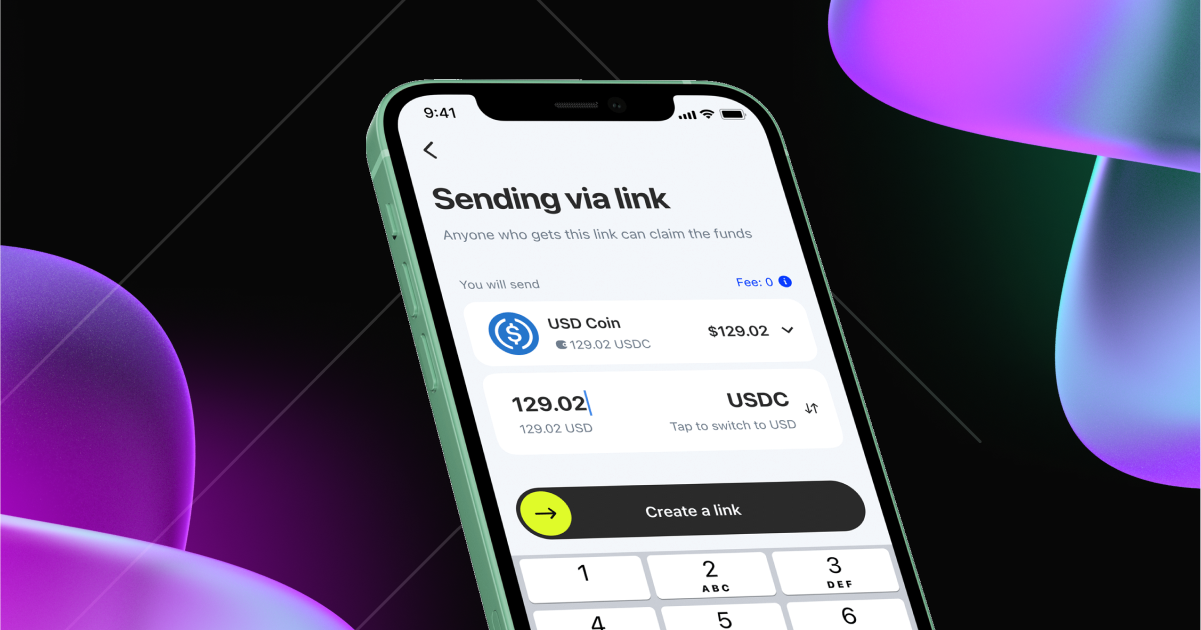 9:41
Sending via link
Anyone who gets this link can claim the funds
You will send
Fee: 0
USD Coin
129.02 USDC
$129.02
129.02
USDC
129.02 USD
Tap to switch to USD
Create a link
1
2
ABC
3
DEF
4
5
6